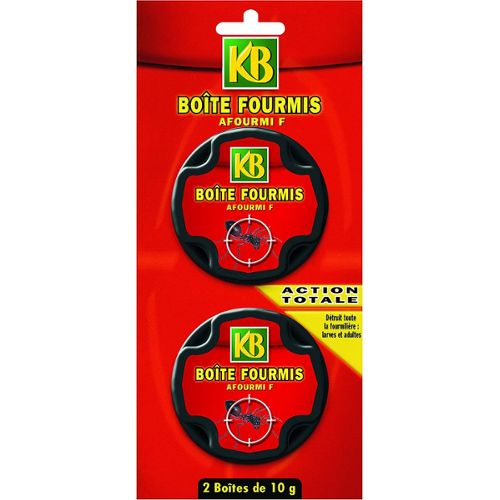 KB
BOÎTE FOURMIS
AFOURMI F
KB
BOÎTE FOURMIS
AFOURMI F
ACTION
TOTALE
Détruit toute
la fourmilière :
larves et adultes
KB
BOÎTE FOURMIS
AFOURMI F
2 Boîtes de 10 g